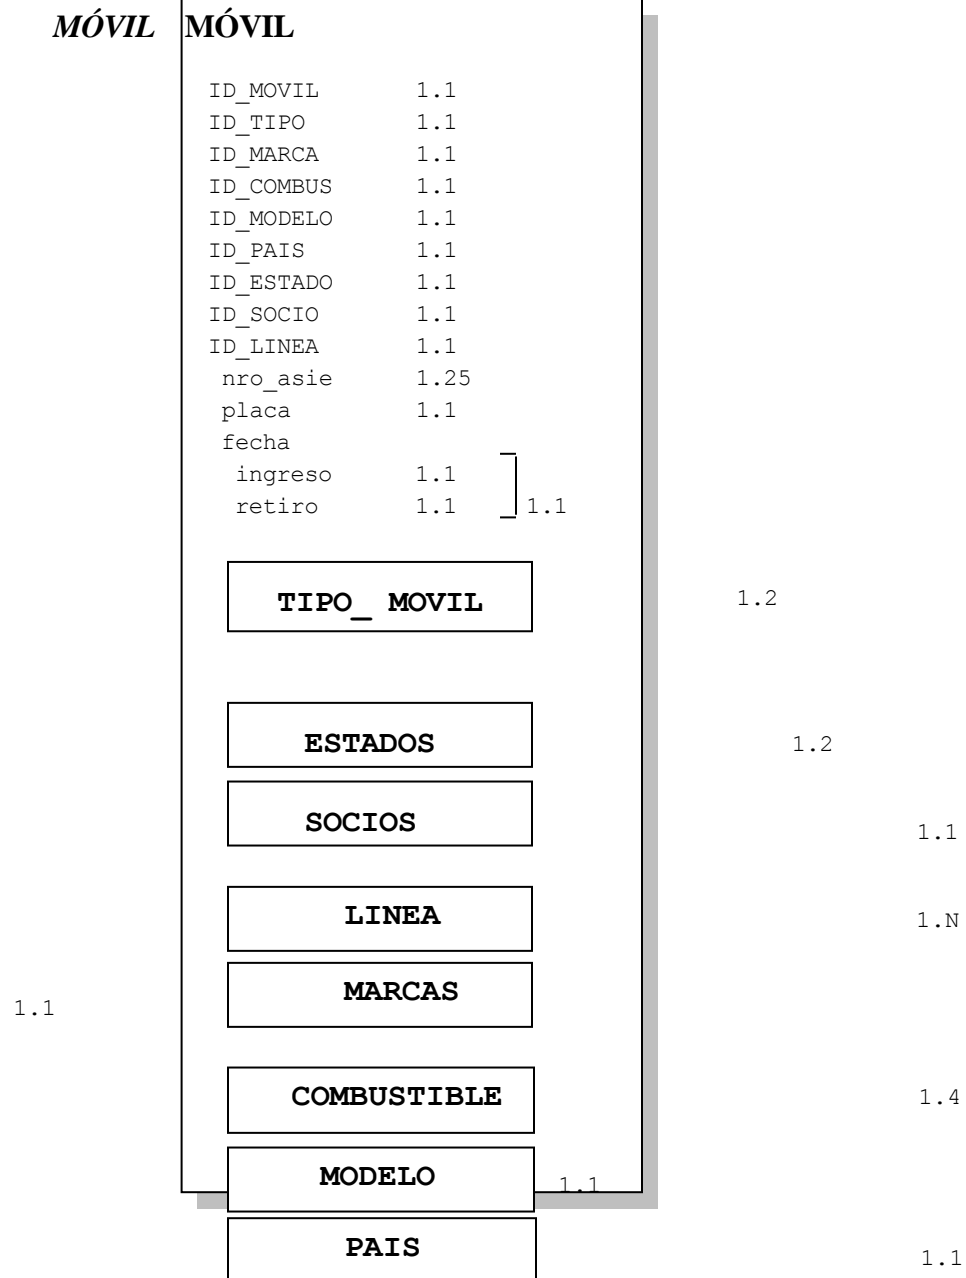 MÓVIL MÓVIL
ID_MOVIL 1.1
ID_TIPO 1.1
ID_MARCA 1.1
ID_COMBUS 1.1
ID_MODELO 1.1
ID_PAIS 1.1
ID_ESTADO 1.1
ID_SOCIO 1.1
ID_LINEA 1.1
nro_asie 1.25
placa 1.1
fecha
ingreso 1.1
retiro 1.1 1.1
TIPO_ MOVIL 1.2
ESTADOS 1.2
SOCIOS 1.1
LINEA 1.N
MARCAS
1.1
COMBUSTIBLE 1.4
MODELO 1.1
PAIS 1.1